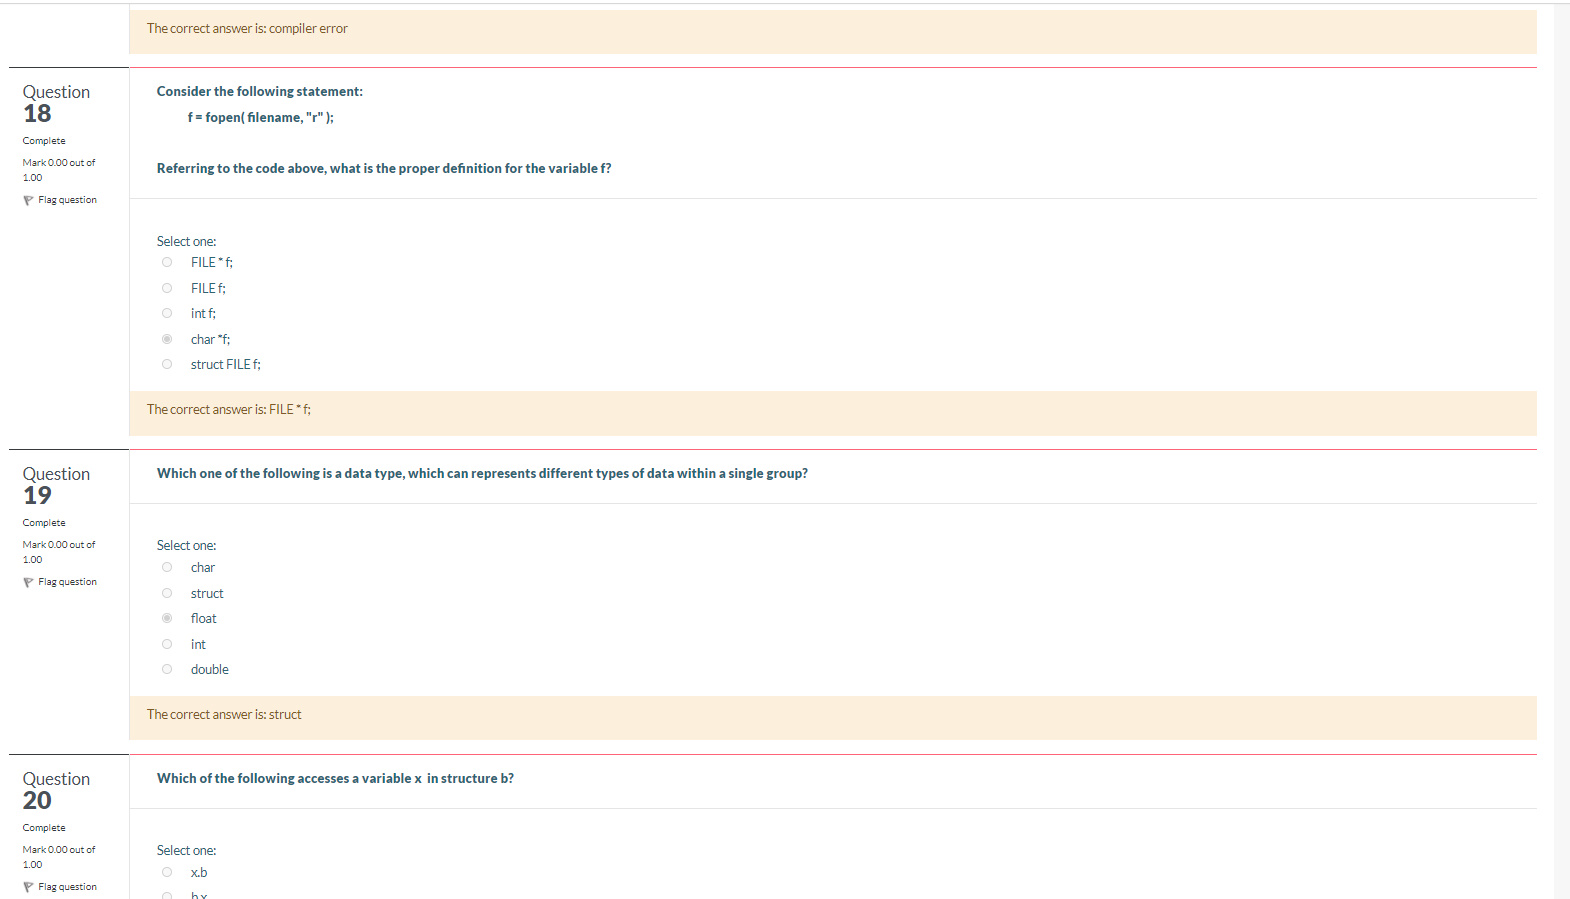 The correct answer is: compiler error
Question
18
Complete
Mark 0.00 out of
1.00
Flag question
Consider the following statement:
f = fopen( filename, "r" );
Referring to the code above, what is the proper definition for the variable f?
Select one:
FILE * f;
FILE f;
int f;
char *f;
struct FILE f;
The correct answer is: FILE * f;
Question
19
Complete
Mark 0.00 out of
1.00
Flag question
Which one of the following is a data type, which can represents different types of data within a single group?
Select one:
char
struct
float
int
double
The correct answer is: struct
Question
20
Complete
Mark 0.00 out of
1.00
Flag question
Which of the following accesses a variable x in structure b?
Select one:
x.b
b.x